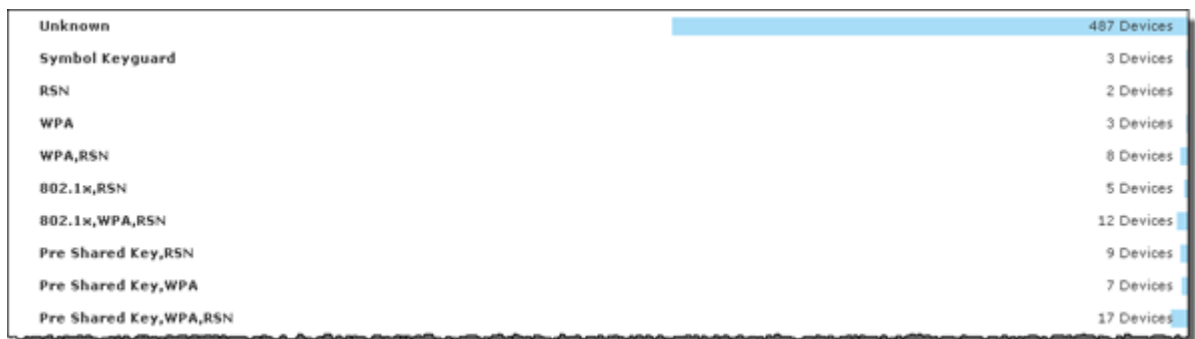 Unknown 487 Devices
Symbol Keyguard 3 Devices
RSN 2 Devices
WPA 3 Devices
WPA,RSN 8 Devices
802.1x,RSN 5 Devices
802.1x,WPA,RSN 12 Devices
Pre Shared Key,RSN 9 Devices
Pre Shared Key,WPA 7 Devices
Pre Shared Key,WPA,RSN 17 Devices